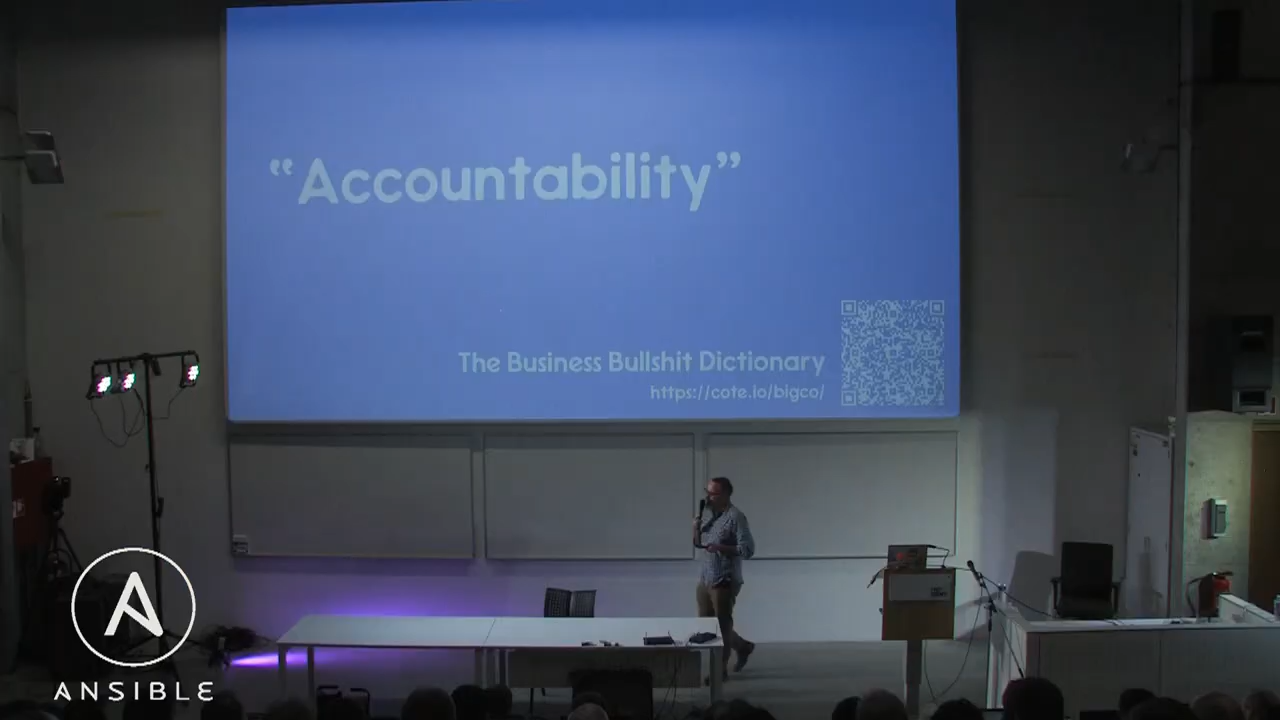 “Accountability”
The Business Bullshit Dictionary
https://cote.io/bigco/
ANSIBLE